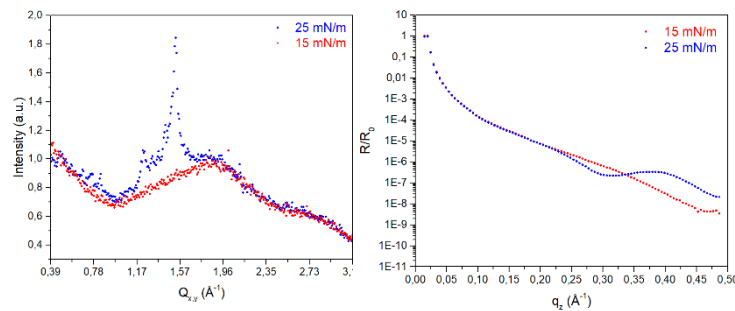 25 mN/m
15 mN/m
Intensity (a.u.)
2,0
1,8
1,6
1,4
1,2
1,0
0,8
0,6
0,4
0,39 0,78 1,17 1,57 1,96 2,35 2,73 3,1
Qx,y (Å-1)
15 mN/m
25 mN/m
R/R0
1
0,1
0,01
1E-3
1E-4
1E-5
1E-6
1E-7
1E-8
1E-9
1E-10
1E-11
0,00 0,05 0,10 0,15 0,20 0,25 0,30 0,35 0,40 0,45 0,50
qz (Å-1)